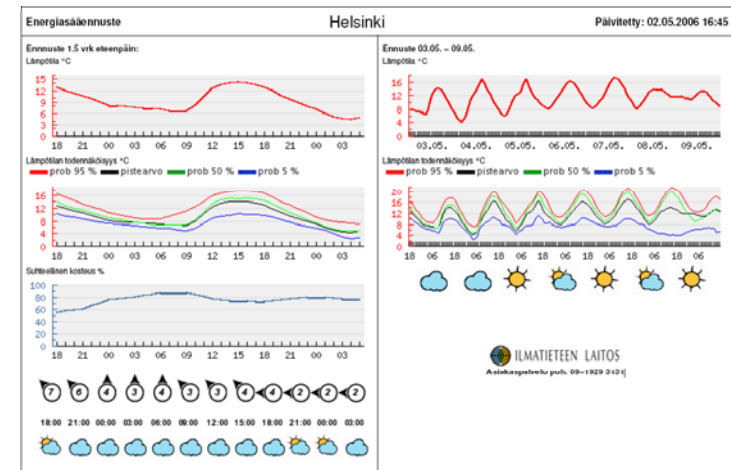 Energiasääennuste
Helsinki
Päivitetty: 02.05.2006 16:45
Ennnuste 1.5 vrk eteenpäin:
Lämpötila °C
15
12
9
6
3
0
18 21 00 03 06 09 12 15 18 21 00 03
Lämpötilan todennäköisyys °C
prob 95 % pistearvo prob 50 % prob 5 %
16
12
8
4
0
18 21 00 03 06 09 12 15 18 21 00 03
Suhteellinen kosteus %
100
80
60
40
20
0
18 21 00 03 06 09 12 15 18 21 00 03
7 6 4 3 4 3 3 4 4 2 2 2
18:00 21:00 00:00 03:00 06:00 09:00 12:00 15:00 18:00 21:00 00:00 03:00
Ennuste 03.05. – 09.05.
Lämpötila °C
16
12
8
4
0
03.05. 04.05. 05.05. 06.05. 07.05. 08.05. 09.05.
Lämpötilan todennäköisyys °C
prob 95 % pistearvo prob 50 % prob 5 %
20
16
12
8
4
0
18 06 18 06 18 06 18 06 18 06 18 06 18 06
ILMATIETEEN LAITOS
Asiakaspalvelu puh. 09–1929 3131